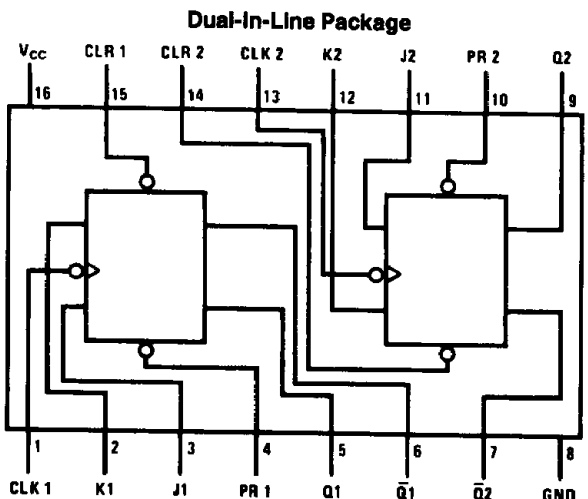 Dual-In-Line Package
VCC CLR 1 CLR 2 CLK 2 K2 J2 PR 2 Q2
16 15 14 13 12 11 10 9
1 2 3 4 5 6 7 8
CLK 1 K1 J1 PR 1 Q1 Q̅1 Q̅2 GND